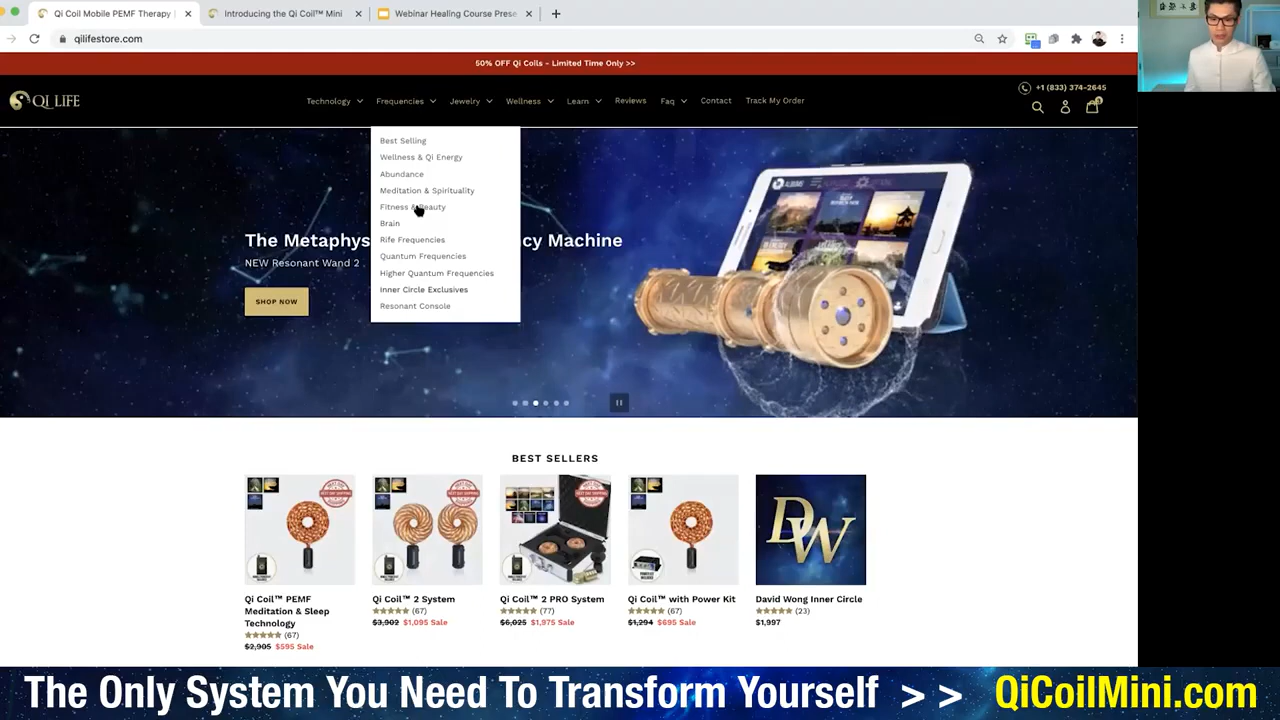 Qi Coil Mobile PEMF Therapy |
Introducing the Qi Coil™ Mini
Webinar Healing Course Prese
qilifestore.com
50% OFF Qi Coils - Limited Time Only >>
QI LIFE
Technology
Frequencies
Jewelry
Wellness
Learn
Reviews
Faq
Contact
Track My Order
+1 (833) 374-2645
Best Selling
Wellness & Qi Energy
Abundance
Meditation & Spirituality
Fitness & Beauty
Brain
Rife Frequencies
Quantum Frequencies
Higher Quantum Frequencies
Inner Circle Exclusives
Resonant Console
The Metaphys cy Machine
NEW Resonant Wand 2
SHOP NOW
ALBUMS
BEST SELLERS
DW
Qi Coil™ PEMF
Meditation & Sleep
Technology
(67)
$2,905 $595 Sale
Qi Coil™ 2 System
(67)
$3,902 $1,095 Sale
Qi Coil™ 2 PRO System
(77)
$6,025 $1,975 Sale
Qi Coil™ with Power Kit
(67)
$1,294 $695 Sale
David Wong Inner Circle
(23)
$1,997
The Only System You Need To Transform Yourself > > QiCoilMini.com